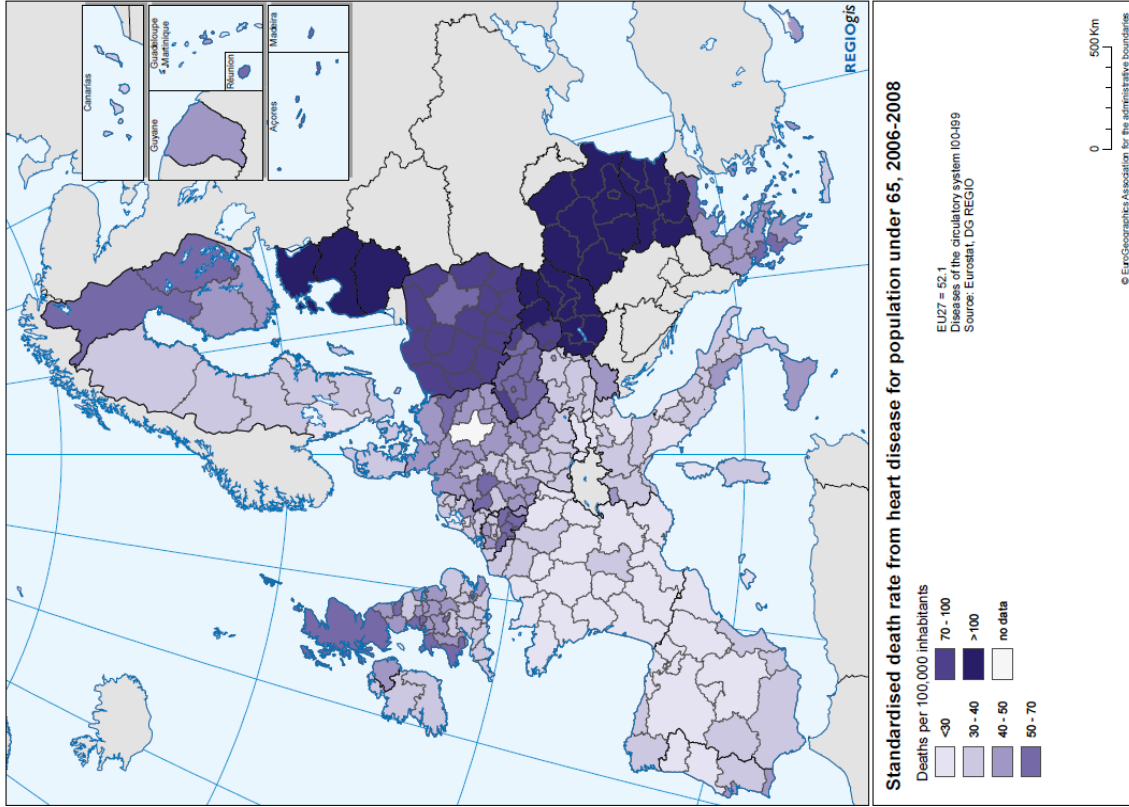 Canarias
Guyane
Guadeloupe
Martinique
Réunion
Açores
Madeira
REGIOgis
Standardised death rate from heart disease for population under 65, 2006-2008
Deaths per 100,000 inhabitants
<30
30 - 40
40 - 50
50 - 70
70 - 100
>100
no data
EU27 = 52.1
Diseases of the circulatory system I00-I99
Source: Eurostat, DG REGIO
0
500 Km
© EuroGeographics Association for the administrative boundaries